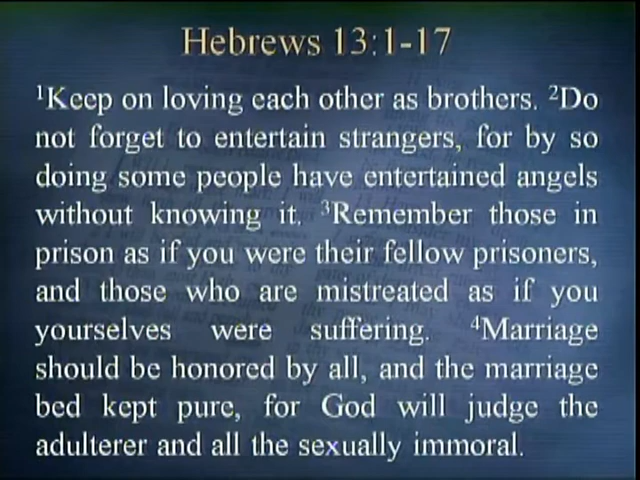 Hebrews 13:1-17
¹Keep on loving each other as brothers. ²Do
not forget to entertain strangers, for by so
doing some people have entertained angels
without knowing it. ³Remember those in
prison as if you were their fellow prisoners,
and those who are mistreated as if you
yourselves were suffering. ⁴Marriage
should be honored by all, and the marriage
bed kept pure, for God will judge the
adulterer and all the sexually immoral.